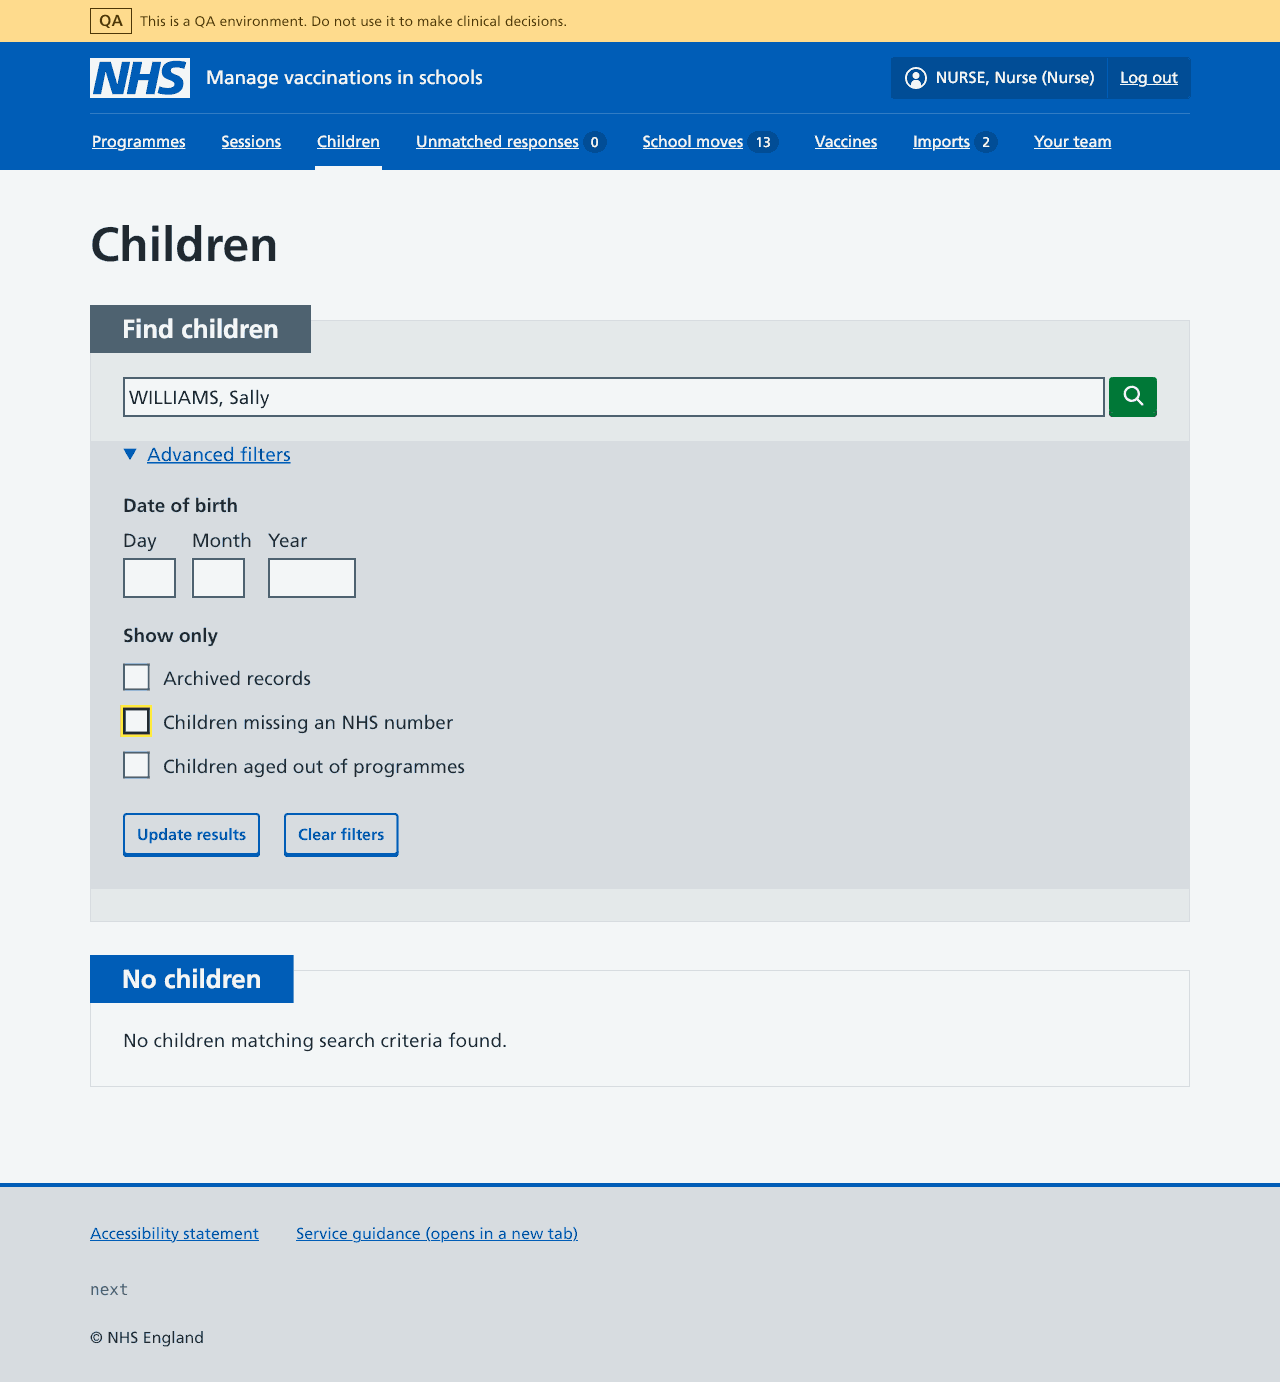 QA This is a QA environment. Do not use it to make clinical decisions.
NHS Manage vaccinations in schools NURSE, Nurse (Nurse) Log out
Programmes Sessions Children Unmatched responses 0 School moves 13 Vaccines Imports 2 Your team
Children
Find children
WILLIAMS, Sally
Advanced filters
Date of birth
Day Month Year
Show only
Archived records
Children missing an NHS number
Children aged out of programmes
Update results Clear filters
No children
No children matching search criteria found.
Accessibility statement Service guidance (opens in a new tab)
next
© NHS England